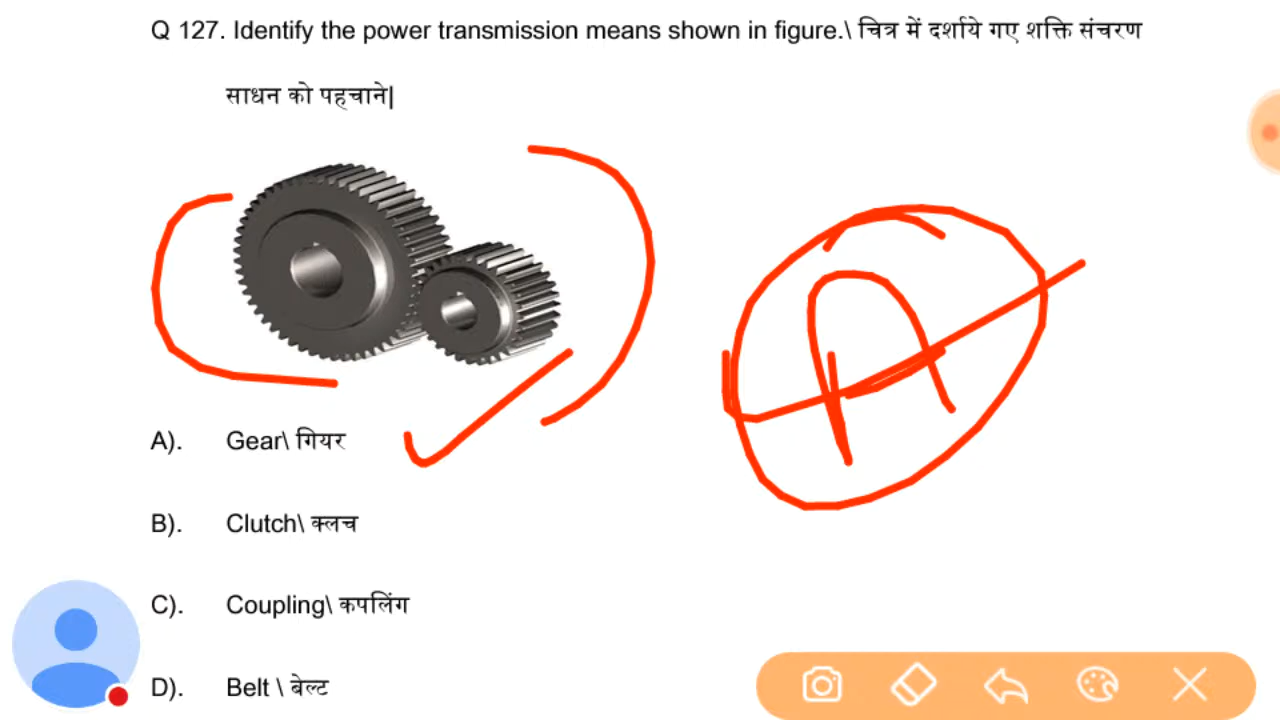 Q 127. Identify the power transmission means shown in figure.\ चित्र में दर्शाये गए शक्ति संचरण
साधन को पहचाने|
A
A). Gear\ गियर
B). Clutch\ क्लच
C). Coupling\ कपलिंग
D). Belt \ बेल्ट